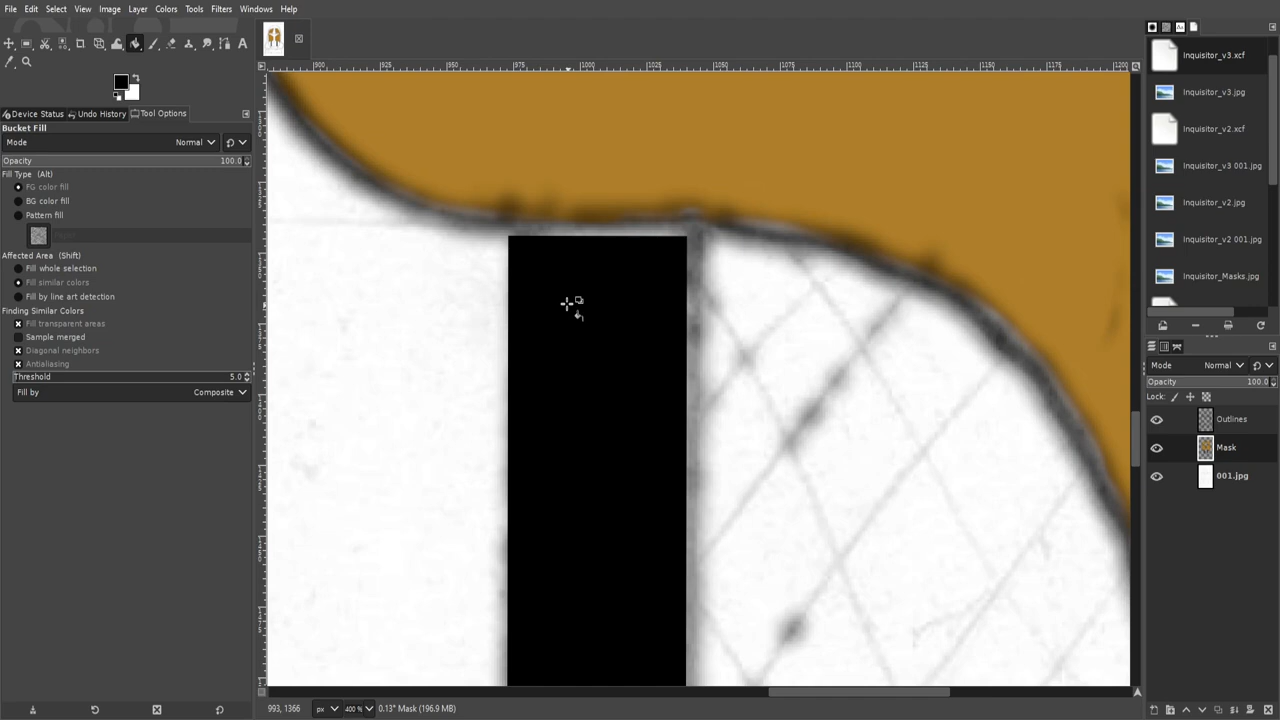 File Edit Select View Image Layer Colors Tools Filters Windows Help
Device Status Undo History Tool Options
Bucket Fill
Mode Normal
Opacity 100.0
Fill Type (Alt)
FG color fill
BG color fill
Pattern fill
Affected Area (Shift)
Fill whole selection
Fill similar colors
Fill by line art detection
Finding Similar Colors
Fill transparent areas
Sample merged
Diagonal neighbors
Antialiasing
Threshold 5.0
Fill by Composite
900 925 950 975 1000 1025 1050 1075 1100 1125 1150 1175 1200
993, 1366 px 400 % 0.13° Mask (196.9 MB)
Inquisitor_v3.xcf
Inquisitor_v3.jpg
Inquisitor_v2.xcf
Inquisitor_v3 001.jpg
Inquisitor_v2.jpg
Inquisitor_v2 001.jpg
Inquisitor_Masks.jpg
Mode Normal
Opacity 100.0
Lock:
Outlines
Mask
001.jpg